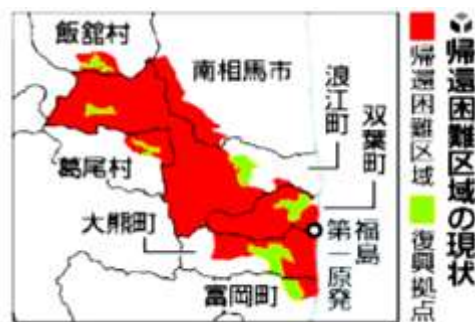 帰還困難区域の現状
帰還困難区域
復興拠点
飯舘村
南相馬市
浪江町
双葉町
葛尾村
大熊町
福島
第一原発
富岡町